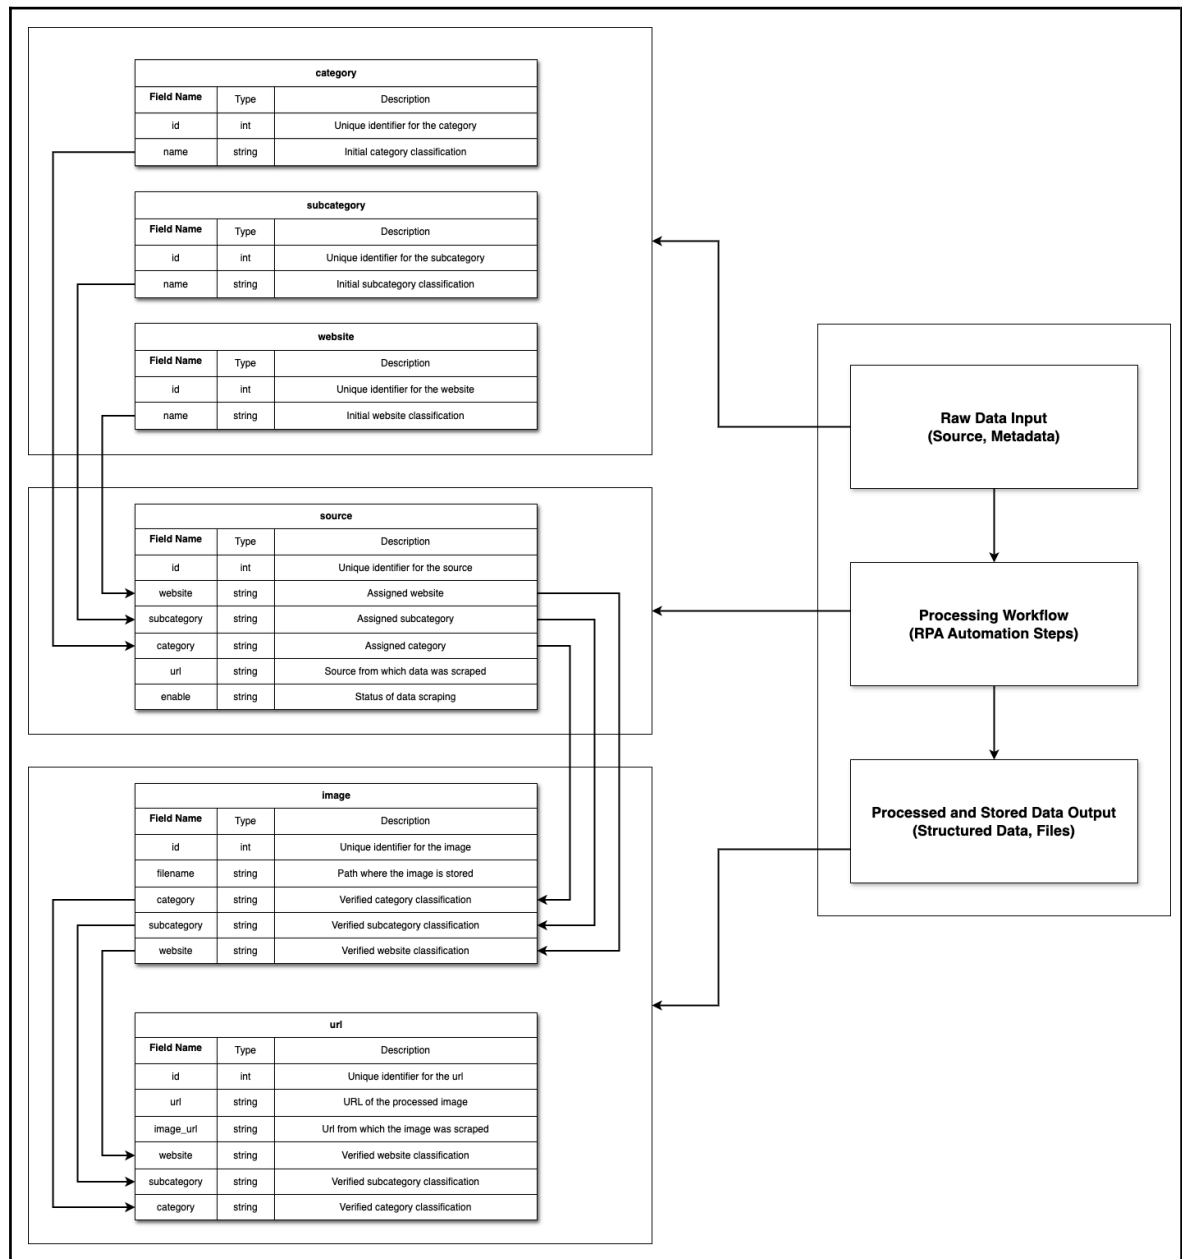 category
Field Name Type Description
id int Unique identifier for the category
name string Initial category classification
subcategory
Field Name Type Description
id int Unique identifier for the subcategory
name string Initial subcategory classification
website
Field Name Type Description
id int Unique identifier for the website
name string Initial website classification
source
Field Name Type Description
id int Unique identifier for the source
website string Assigned website
subcategory string Assigned subcategory
category string Assigned category
url string Source from which data was scraped
enable string Status of data scraping
image
Field Name Type Description
id int Unique identifier for the image
filename string Path where the image is stored
category string Verified category classification
subcategory string Verified subcategory classification
website string Verified website classification
url
Field Name Type Description
id int Unique identifier for the url
url string URL of the processed image
image_url string Url from which the image was scraped
website string Verified website classification
subcategory string Verified subcategory classification
category string Verified category classification
Raw Data Input
(Source, Metadata)
Processing Workflow
(RPA Automation Steps)
Processed and Stored Data Output
(Structured Data, Files)